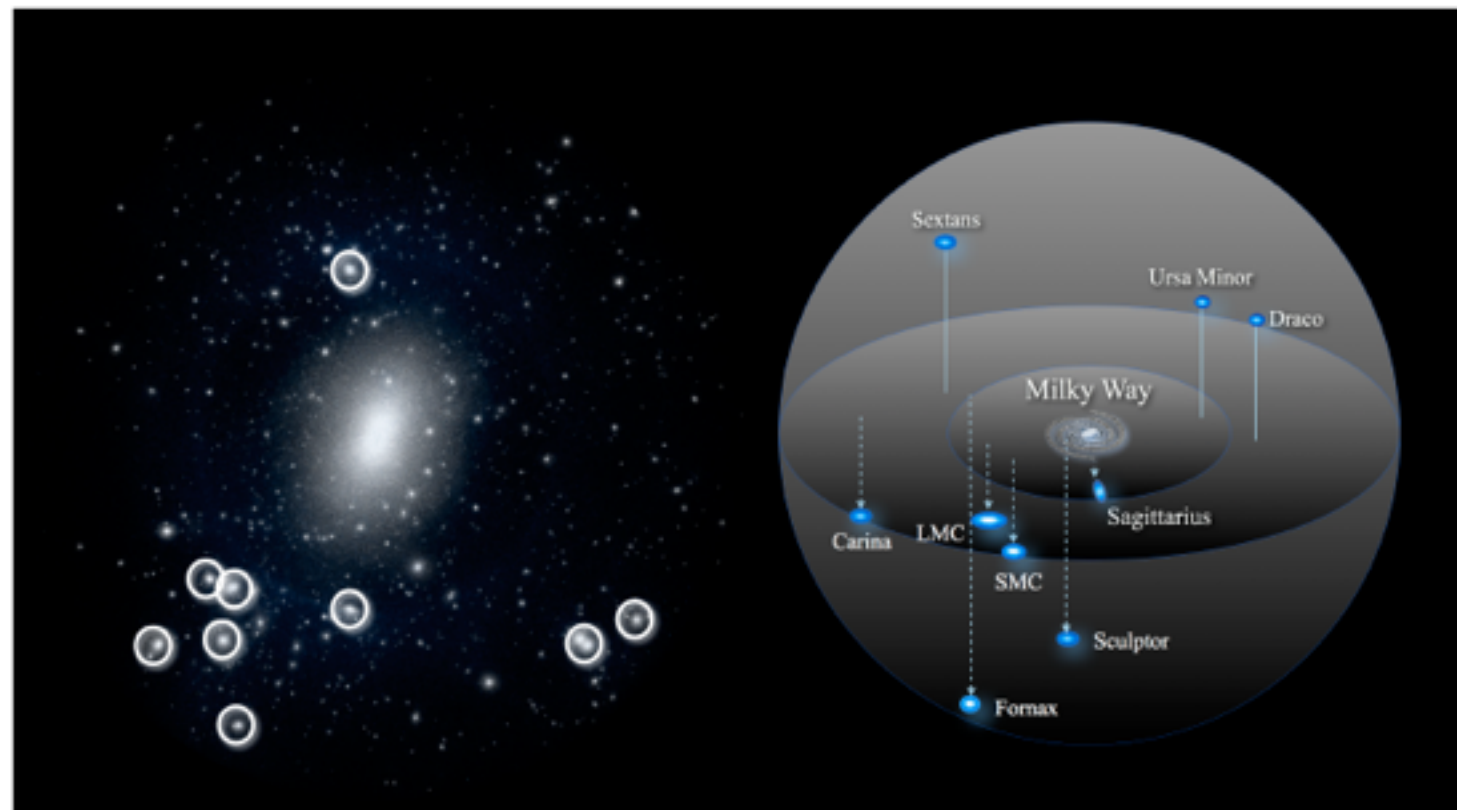 Sextans
Ursa Minor
Draco
Milky Way
Sagittarius
Carina
LMC
SMC
Sculptor
Fornax